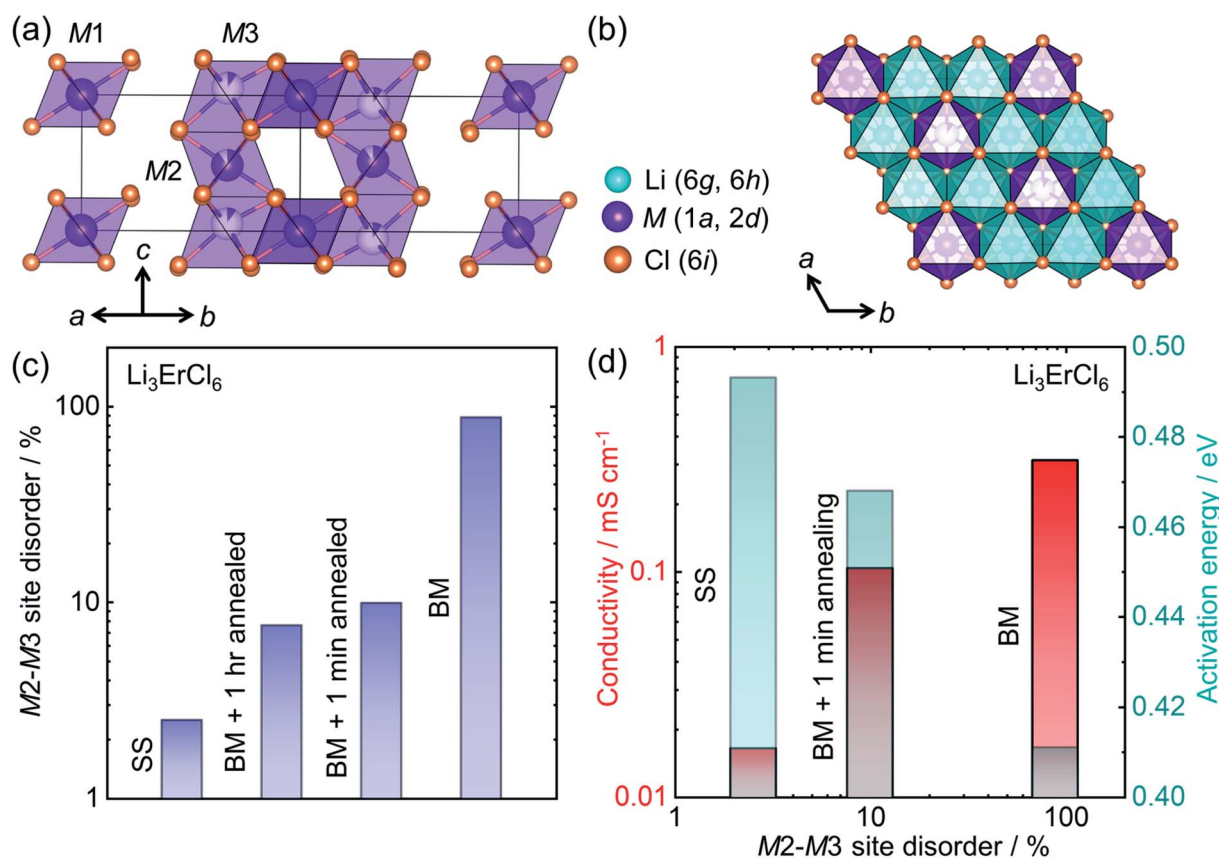 (a)
M1
M3
M2
c
a
b
(b)
Li (6g, 6h)
M (1a, 2d)
Cl (6i)
a
b
(c)
Li₃ErCl₆
M2-M3 site disorder / %
100
10
1
SS
BM + 1 hr annealed
BM + 1 min annealed
BM
(d)
Li₃ErCl₆
Conductivity / mS cm⁻¹
1
0.1
0.01
SS
BM + 1 min annealing
BM
0.50
0.48
0.46
0.44
0.42
0.40
Activation energy / eV
1
10
100
M2-M3 site disorder / %